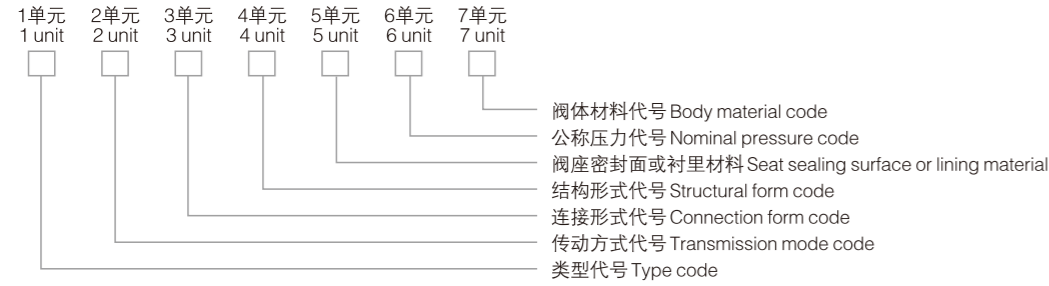 1单元 2单元 3单元 4单元 5单元 6单元 7单元
1 unit 2 unit 3 unit 4 unit 5 unit 6 unit 7 unit
阀体材料代号 Body material code
公称压力代号 Nominal pressure code
阀座密封面或衬里材料 Seat sealing surface or lining material
结构形式代号 Structural form code
连接形式代号 Connection form code
传动方式代号 Transmission mode code
类型代号 Type code